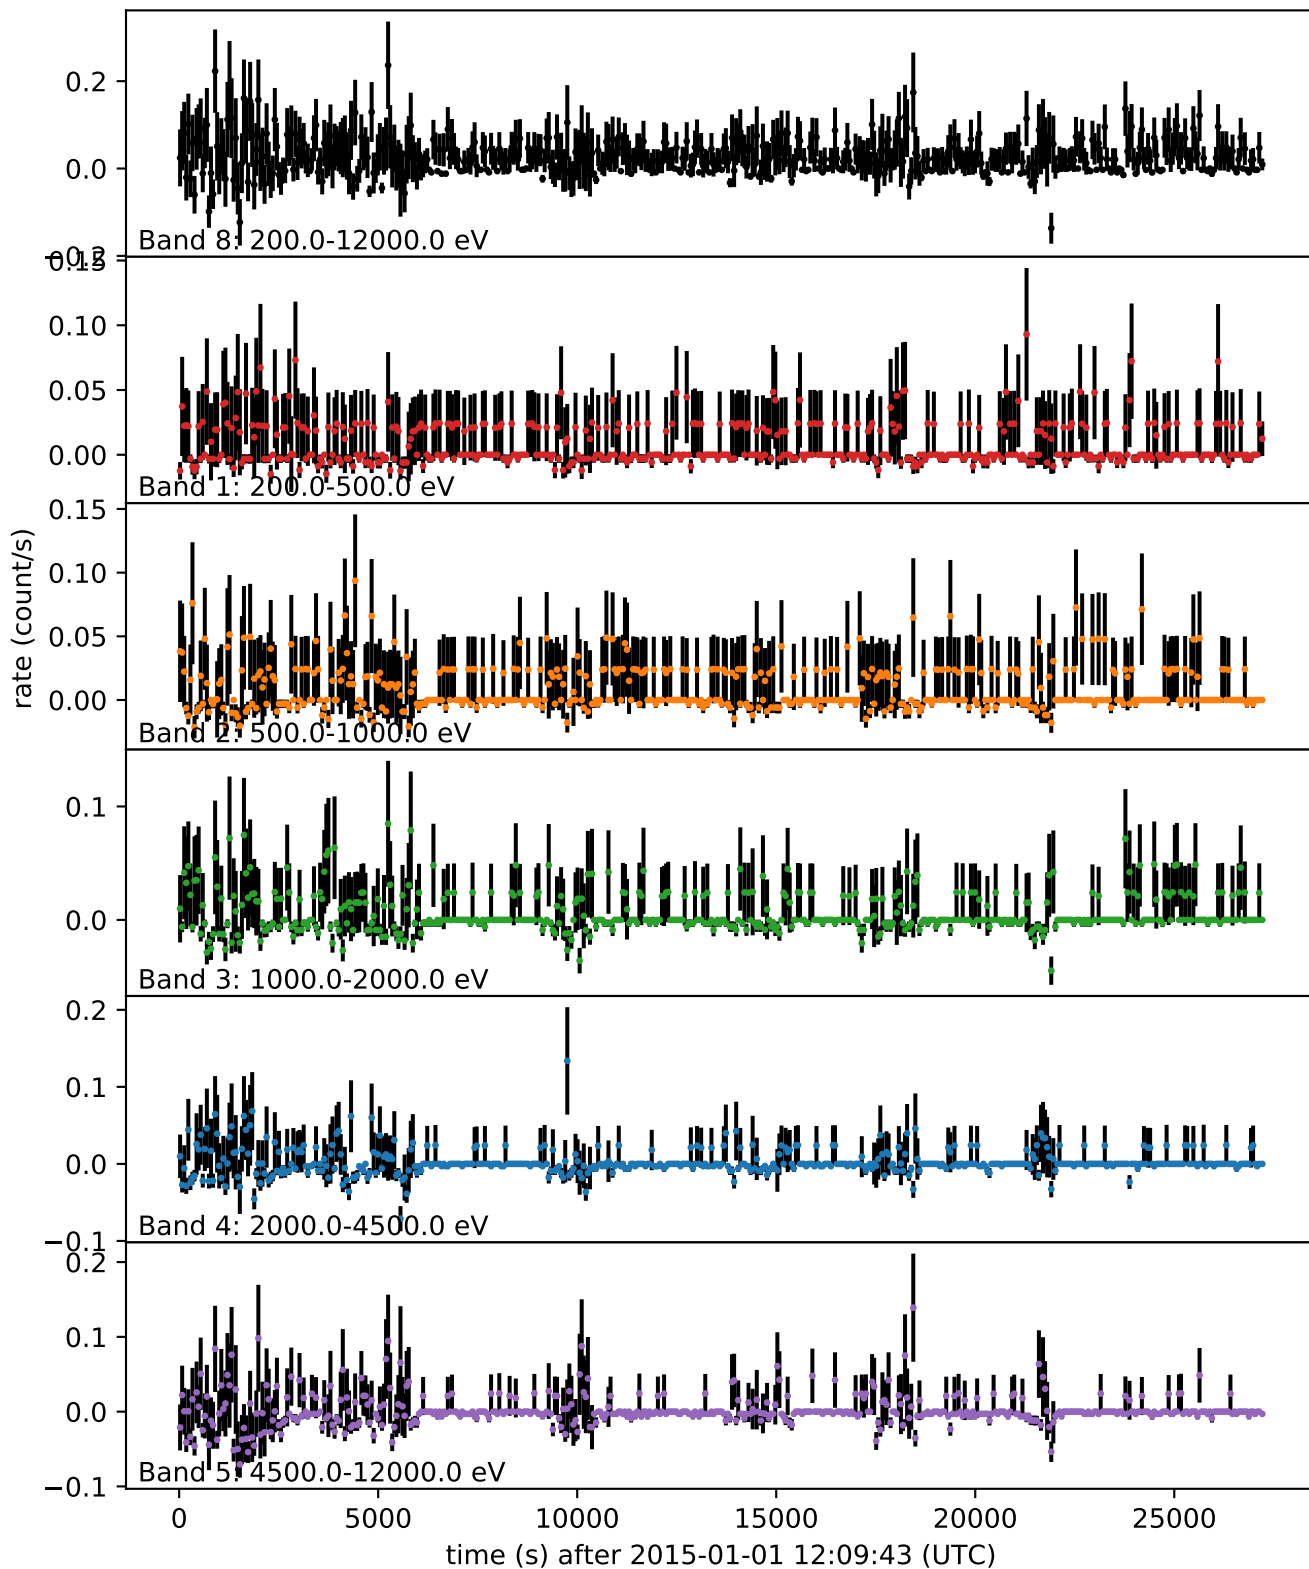 0.2
0.0
−0.2
Band 8: 200.0-12000.0 eV
0.15
0.10
0.05
0.00
Band 1: 200.0-500.0 eV
0.15
0.10
0.05
0.00
Band 2: 500.0-1000.0 eV
rate (count/s)
0.1
0.0
Band 3: 1000.0-2000.0 eV
0.2
0.1
0.0
−0.1
Band 4: 2000.0-4500.0 eV
0.2
0.1
0.0
−0.1
Band 5: 4500.0-12000.0 eV
0 5000 10000 15000 20000 25000
time (s) after 2015-01-01 12:09:43 (UTC)